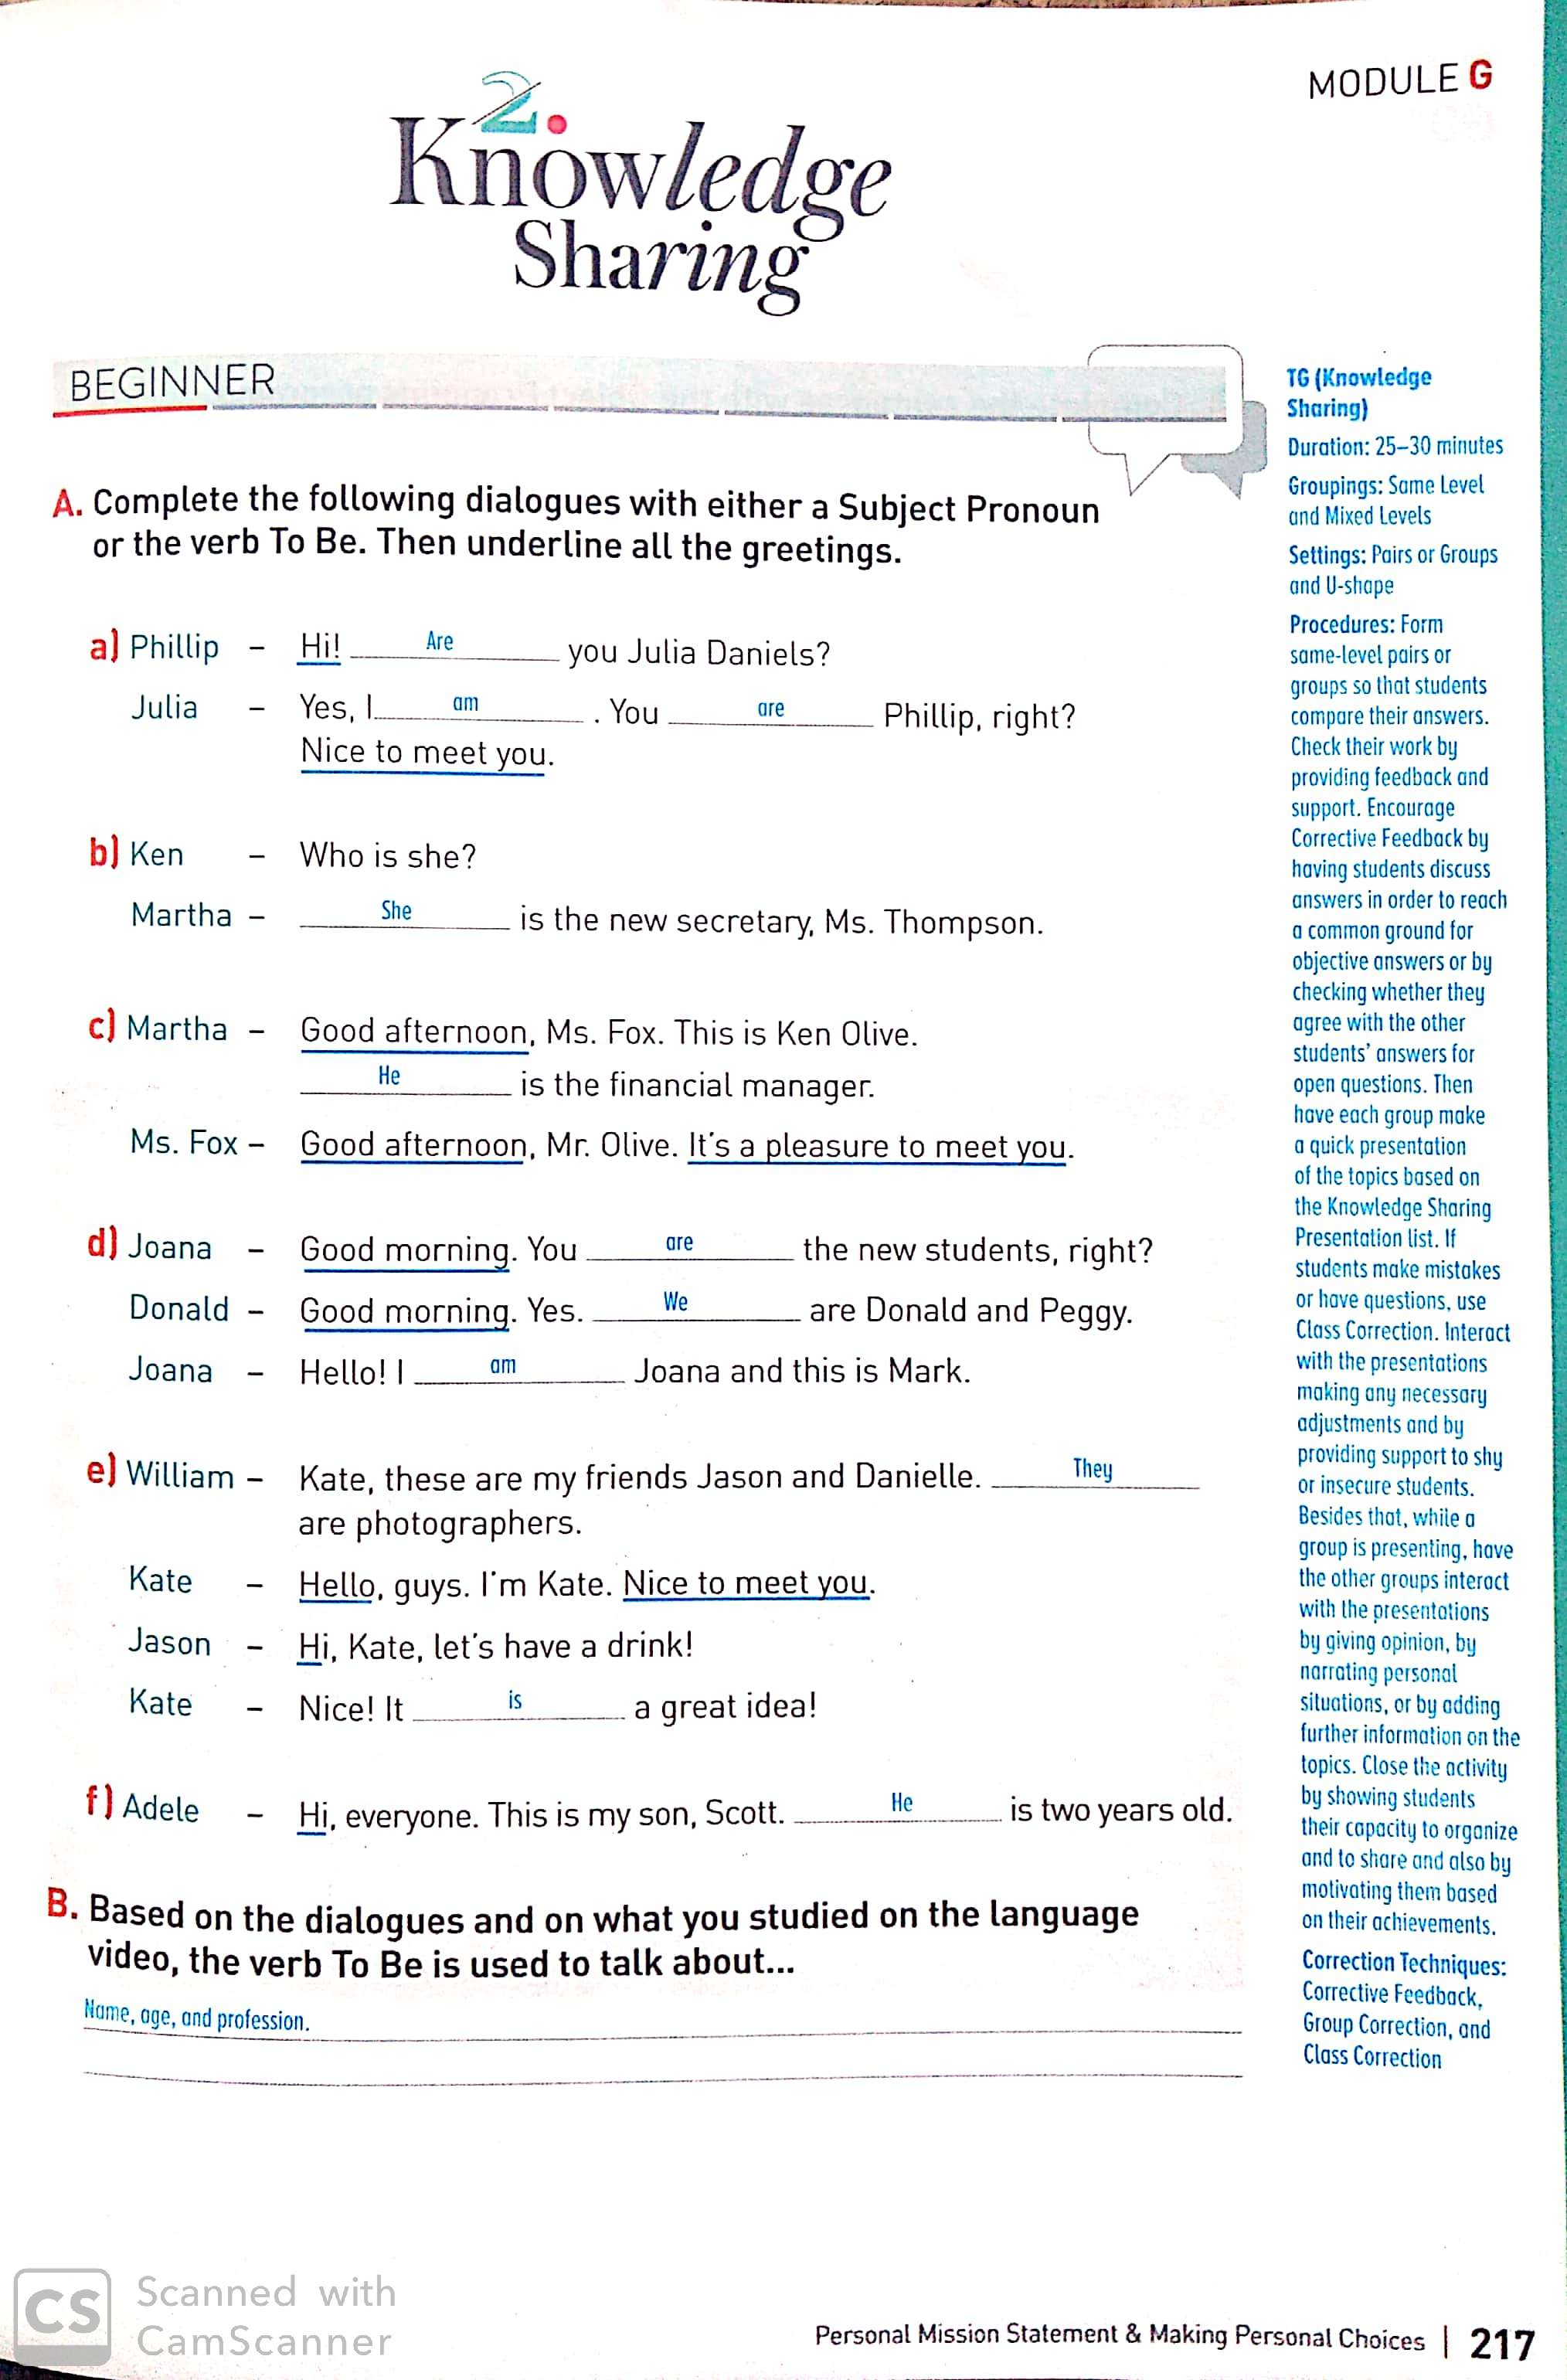 MODULE G
2.
Knowledge
Sharing
BEGINNER
A. Complete the following dialogues with either a Subject Pronoun
or the verb To Be. Then underline all the greetings.
a) Phillip - Hi! Are you Julia Daniels?
Julia - Yes, I am . You are Phillip, right?
Nice to meet you.
b) Ken - Who is she?
Martha - She is the new secretary, Ms. Thompson.
c) Martha - Good afternoon, Ms. Fox. This is Ken Olive.
He is the financial manager.
Ms. Fox - Good afternoon, Mr. Olive. It's a pleasure to meet you.
d) Joana - Good morning. You are the new students, right?
Donald - Good morning. Yes. We are Donald and Peggy.
Joana - Hello! I am Joana and this is Mark.
e) William - Kate, these are my friends Jason and Danielle. They
are photographers.
Kate - Hello, guys. I'm Kate. Nice to meet you.
Jason - Hi, Kate, let's have a drink!
Kate - Nice! It is a great idea!
f) Adele - Hi, everyone. This is my son, Scott. He is two years old.
B. Based on the dialogues and on what you studied on the language
video, the verb To Be is used to talk about...
Name, age, and profession.
TG (Knowledge
Sharing)
Duration: 25–30 minutes
Groupings: Same Level
and Mixed Levels
Settings: Pairs or Groups
and U-shape
Procedures: Form
same-level pairs or
groups so that students
compare their answers.
Check their work by
providing feedback and
support. Encourage
Corrective Feedback by
having students discuss
answers in order to reach
a common ground for
objective answers or by
checking whether they
agree with the other
students' answers for
open questions. Then
have each group make
a quick presentation
of the topics based on
the Knowledge Sharing
Presentation list. If
students make mistakes
or have questions, use
Class Correction. Interact
with the presentations
making any necessary
adjustments and by
providing support to shy
or insecure students.
Besides that, while a
group is presenting, have
the other groups interact
with the presentations
by giving opinion, by
narrating personal
situations, or by adding
further information on the
topics. Close the activity
by showing students
their capacity to organize
and to share and also by
motivating them based
on their achievements.
Correction Techniques:
Corrective Feedback,
Group Correction, and
Class Correction
CS Scanned with
CamScanner
Personal Mission Statement & Making Personal Choices | 217